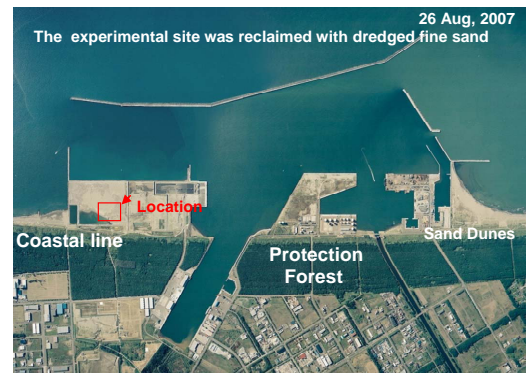 26 Aug, 2007
The experimental site was reclaimed with dredged fine sand
Location
Coastal line
Sand Dunes
Protection
Forest